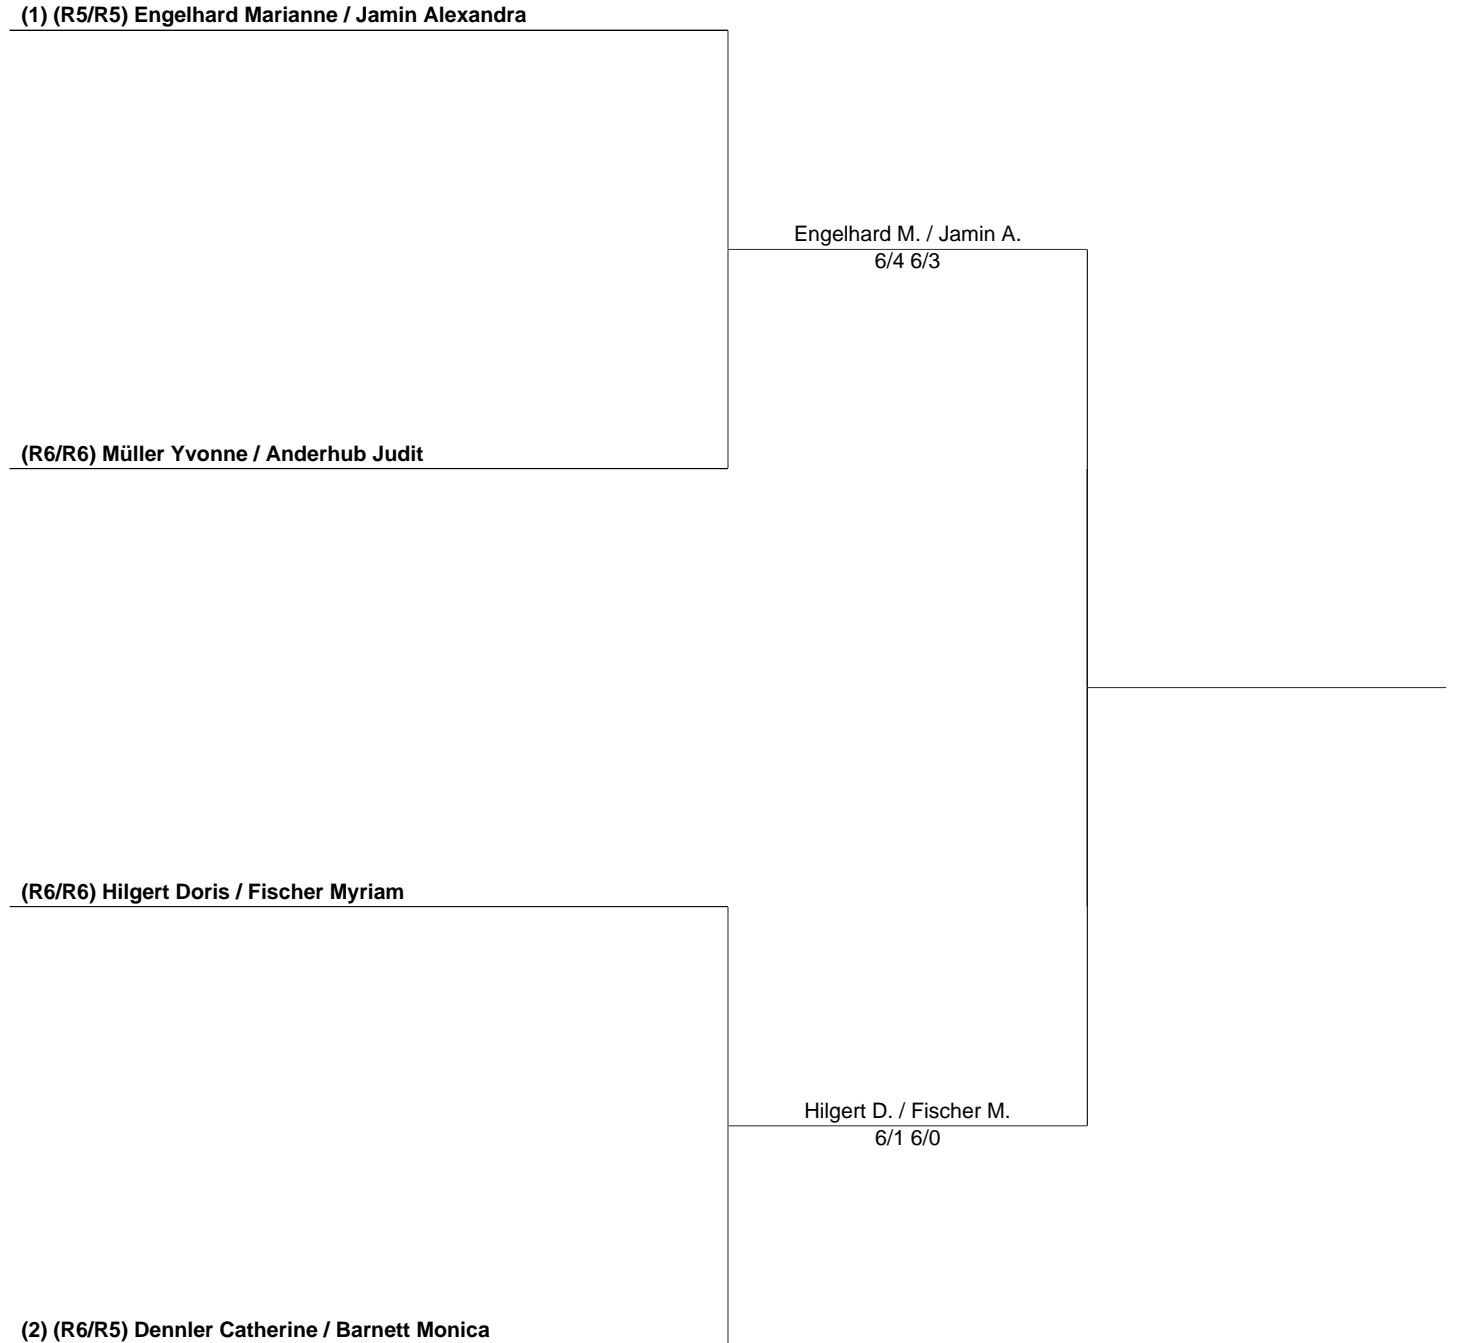 (1) (R5/R5) Engelhard Marianne / Jamin Alexandra
Engelhard M. / Jamin A.
6/4 6/3
(R6/R6) Müller Yvonne / Anderhub Judit
(R6/R6) Hilgert Doris / Fischer Myriam
Hilgert D. / Fischer M.
6/1 6/0
(2) (R6/R5) Dennler Catherine / Barnett Monica